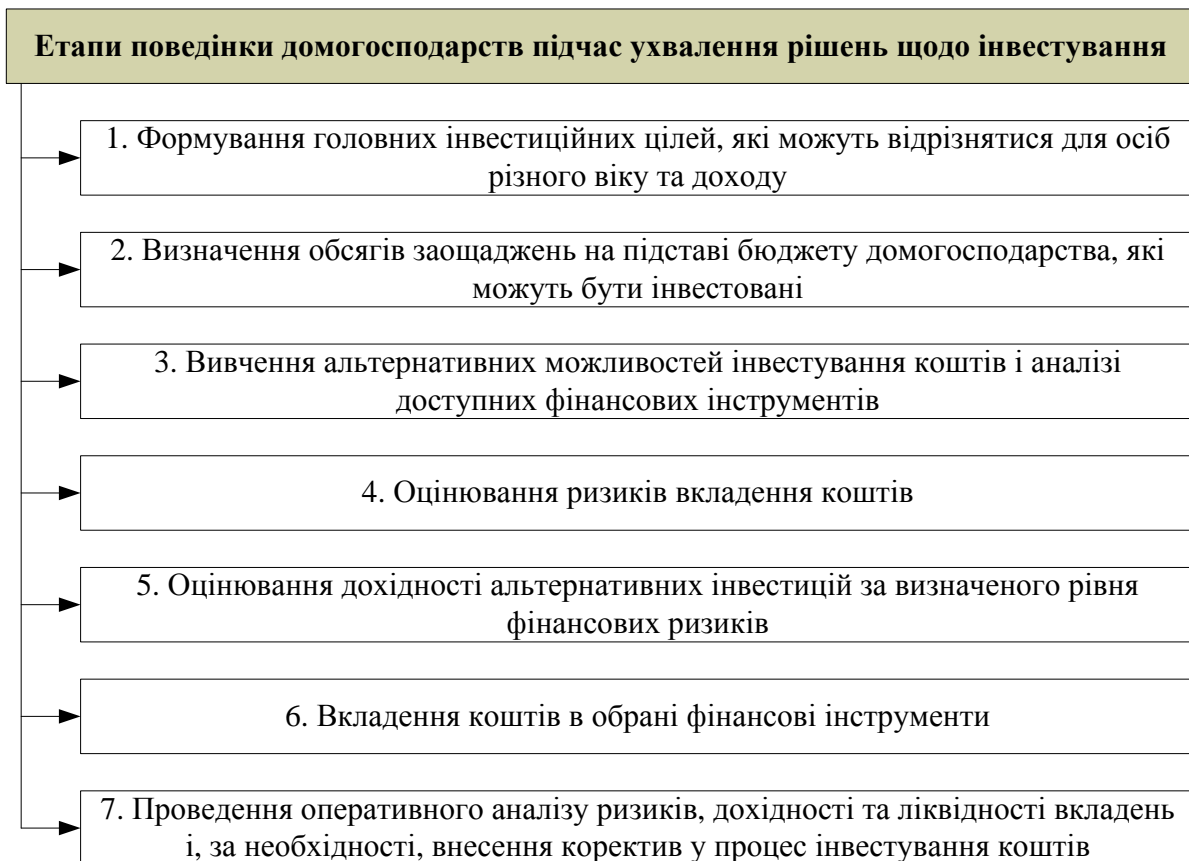 Етапи поведінки домогосподарств підчас ухвалення рішень щодо інвестування
1. Формування головних інвестиційних цілей, які можуть відрізнятися для осіб
різного віку та доходу
2. Визначення обсягів заощаджень на підставі бюджету домогосподарства, які
можуть бути інвестовані
3. Вивчення альтернативних можливостей інвестування коштів і аналізі
доступних фінансових інструментів
4. Оцінювання ризиків вкладення коштів
5. Оцінювання дохідності альтернативних інвестицій за визначеного рівня
фінансових ризиків
6. Вкладення коштів в обрані фінансові інструменти
7. Проведення оперативного аналізу ризиків, дохідності та ліквідності вкладень
і, за необхідності, внесення коректив у процес інвестування коштів